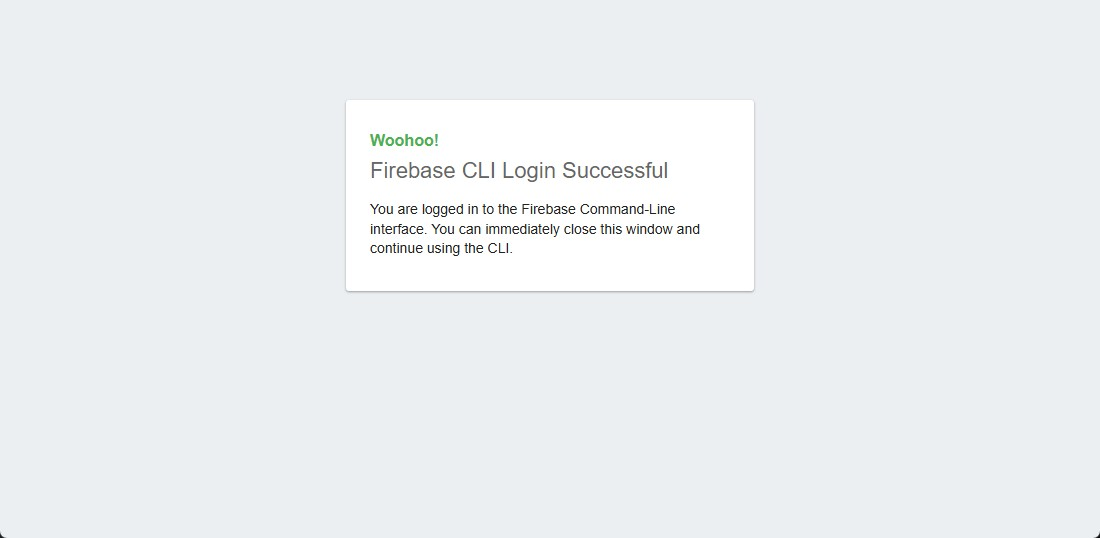 Woohoo!
Firebase CLI Login Successful
You are logged in to the Firebase Command-Line
interface. You can immediately close this window and
continue using the CLI.